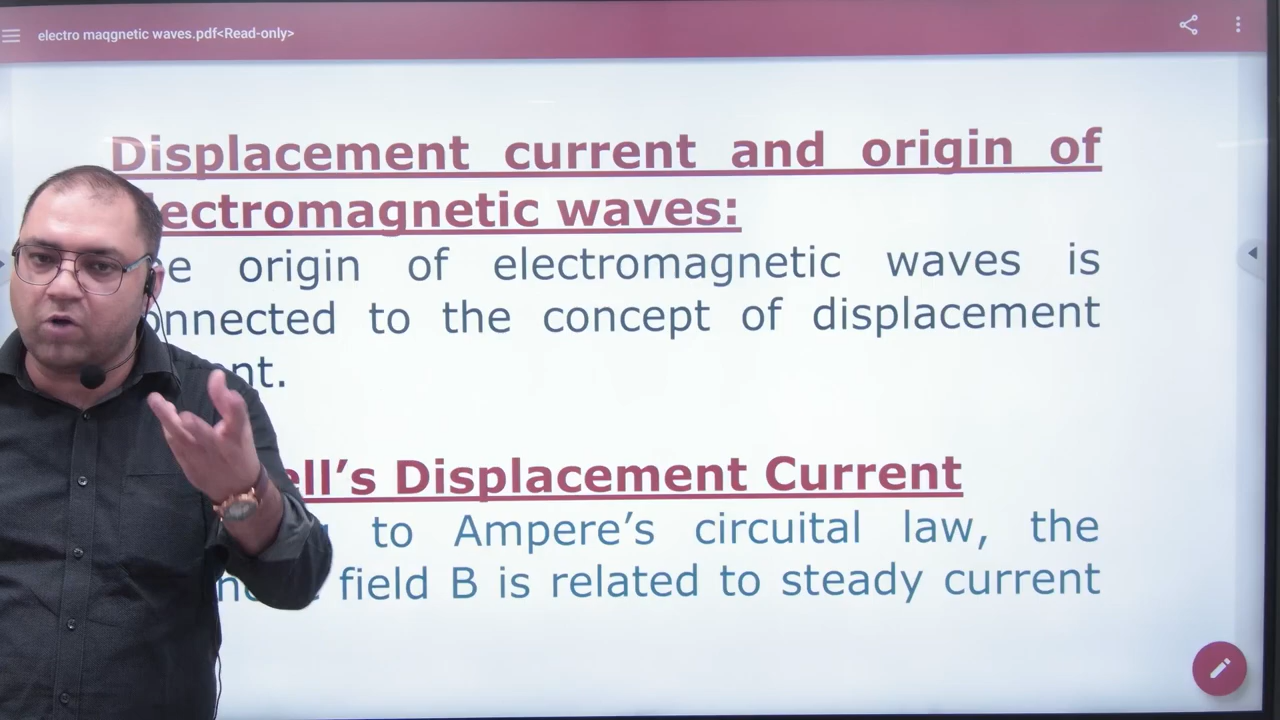 electro maqgnetic waves.pdf<Read-only>
Displacement current and origin of
lectromagnetic waves:
e origin of electromagnetic waves is
onnected to the concept of displacement
nt.
ell's Displacement Current
to Ampere's circuital law, the
field B is related to steady current